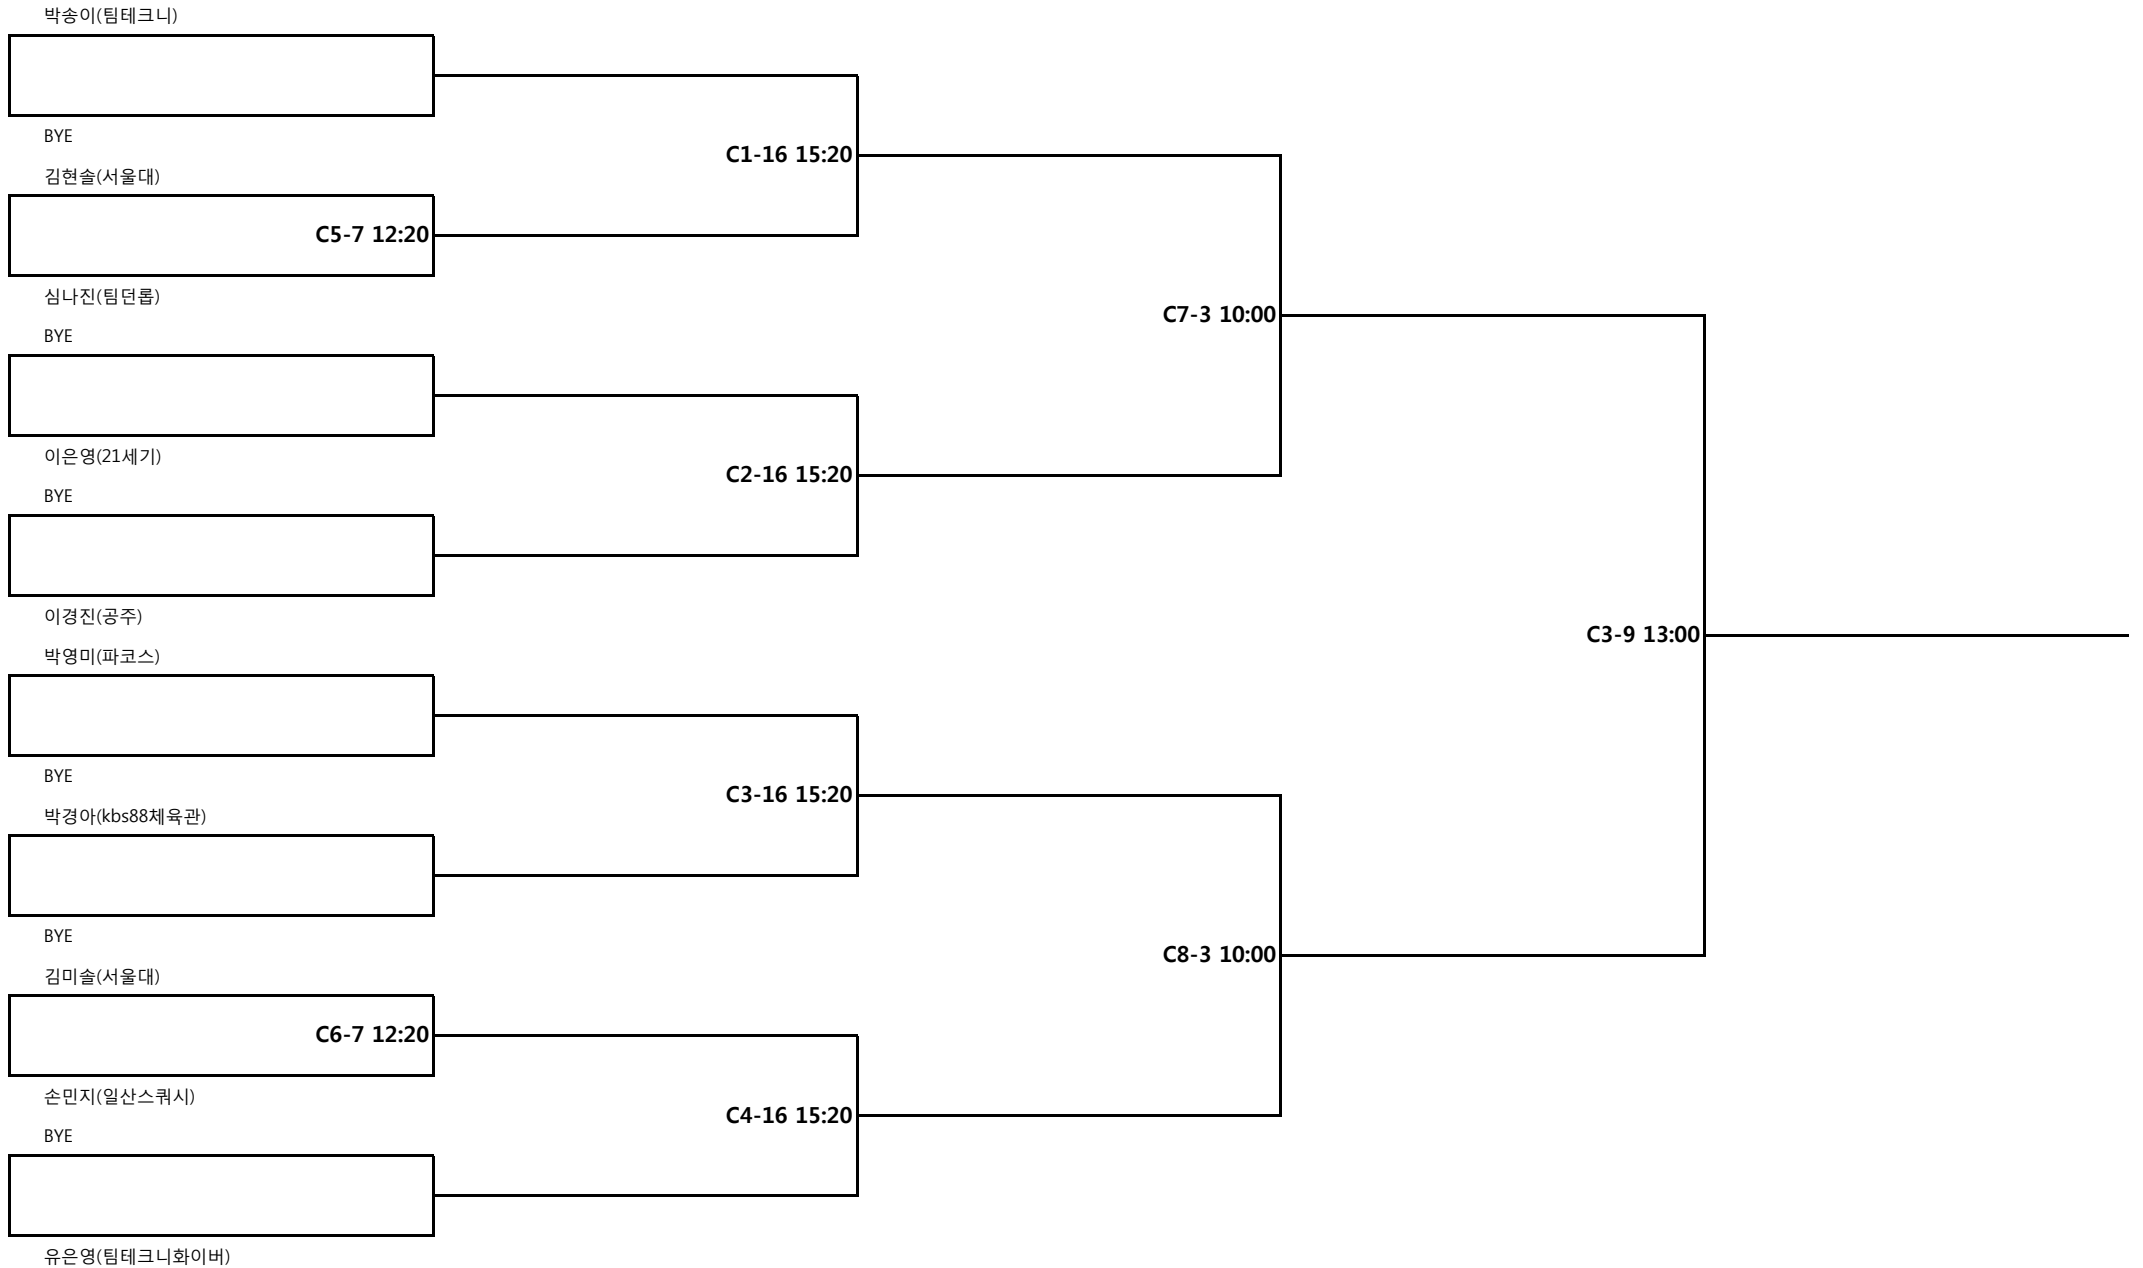 박송이(팀테크니)
BYE
C1-16 15:20
김현솔(서울대)
C5-7 12:20
심나진(팀던롭)
C7-3 10:00
BYE
이은영(21세기)
C2-16 15:20
BYE
이경진(공주)
C3-9 13:00
박영미(파코스)
BYE
C3-16 15:20
박경아(kbs88체육관)
BYE
C8-3 10:00
김미솔(서울대)
C6-7 12:20
손민지(일산스쿼시)
C4-16 15:20
BYE
유은영(팀테크니화이버)